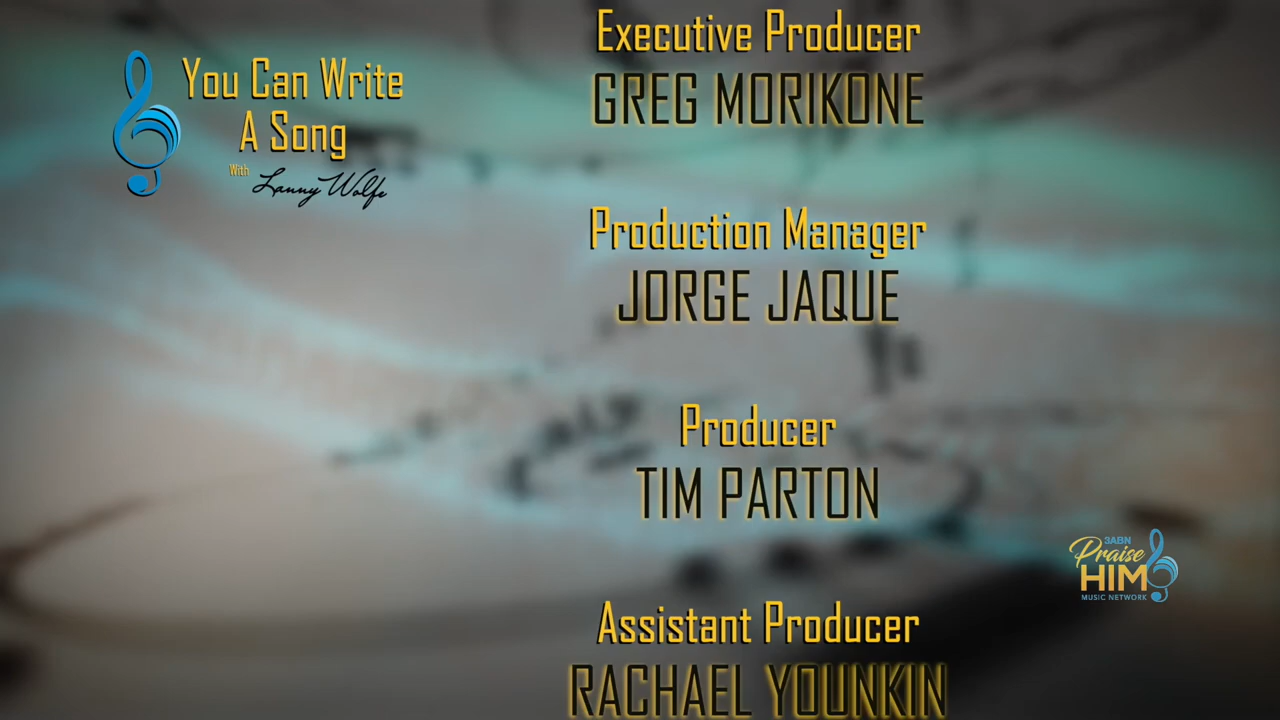 You Can Write
A Song
With Lanny Wolfe
Executive Producer
GREG MORIKONE
Production Manager
JORGE JAQUE
Producer
TIM PARTON
Assistant Producer
RACHAEL YOUNKIN
3ABN
Praise
HIM
MUSIC NETWORK